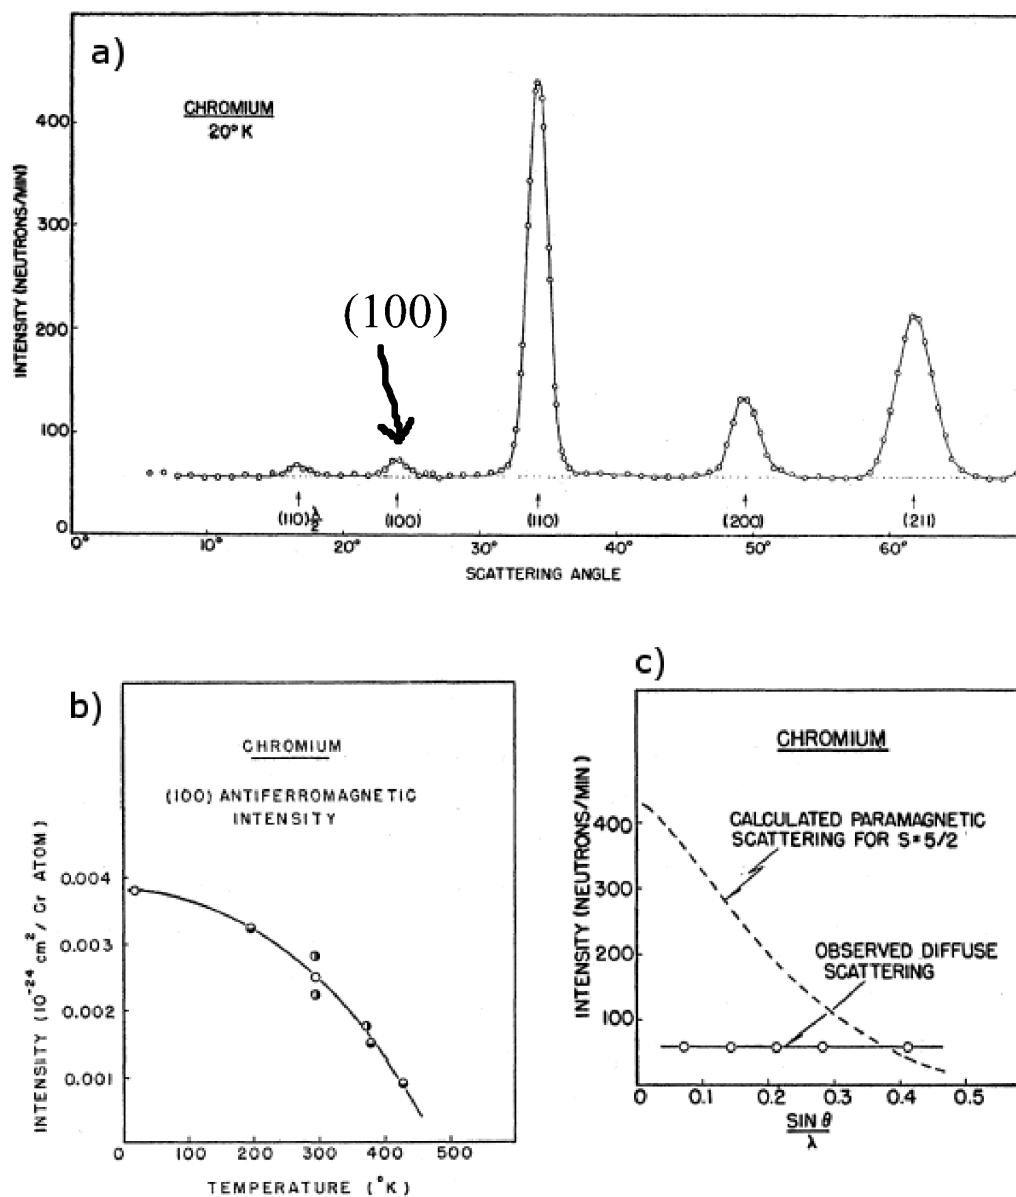 a)
CHROMIUM
20°K
400
300
200
100
0
INTENSITY (NEUTRONS/MIN)
(100)
(110) λ/2
(100)
(110)
(200)
(211)
0°
10°
20°
30°
40°
50°
60°
SCATTERING ANGLE
b)
CHROMIUM
(100) ANTIFERROMAGNETIC
INTENSITY
INTENSITY (10⁻²⁴ cm²/ Cr ATOM)
0.004
0.003
0.002
0.001
0
100
200
300
400
500
TEMPERATURE (°K)
c)
CHROMIUM
CALCULATED PARAMAGNETIC
SCATTERING FOR S=5/2
OBSERVED DIFFUSE
SCATTERING
INTENSITY (NEUTRONS/MIN)
400
300
200
100
0
0.1
0.2
0.3
0.4
0.5
SIN θ
λ